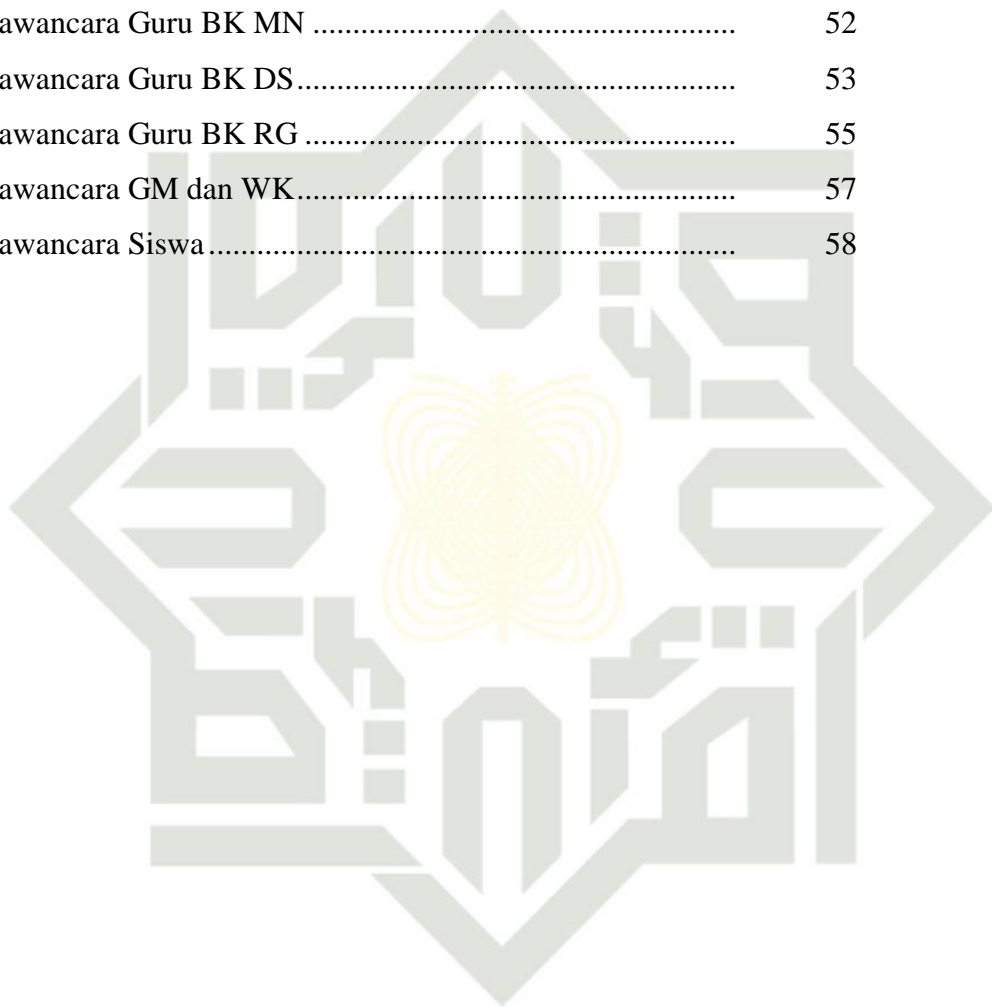 awancara Guru BK MN ........................................................ 52
awancara Guru BK DS .......................................................... 53
awancara Guru BK RG ......................................................... 55
awancara GM dan WK .......................................................... 57
awancara Siswa ...................................................................... 58